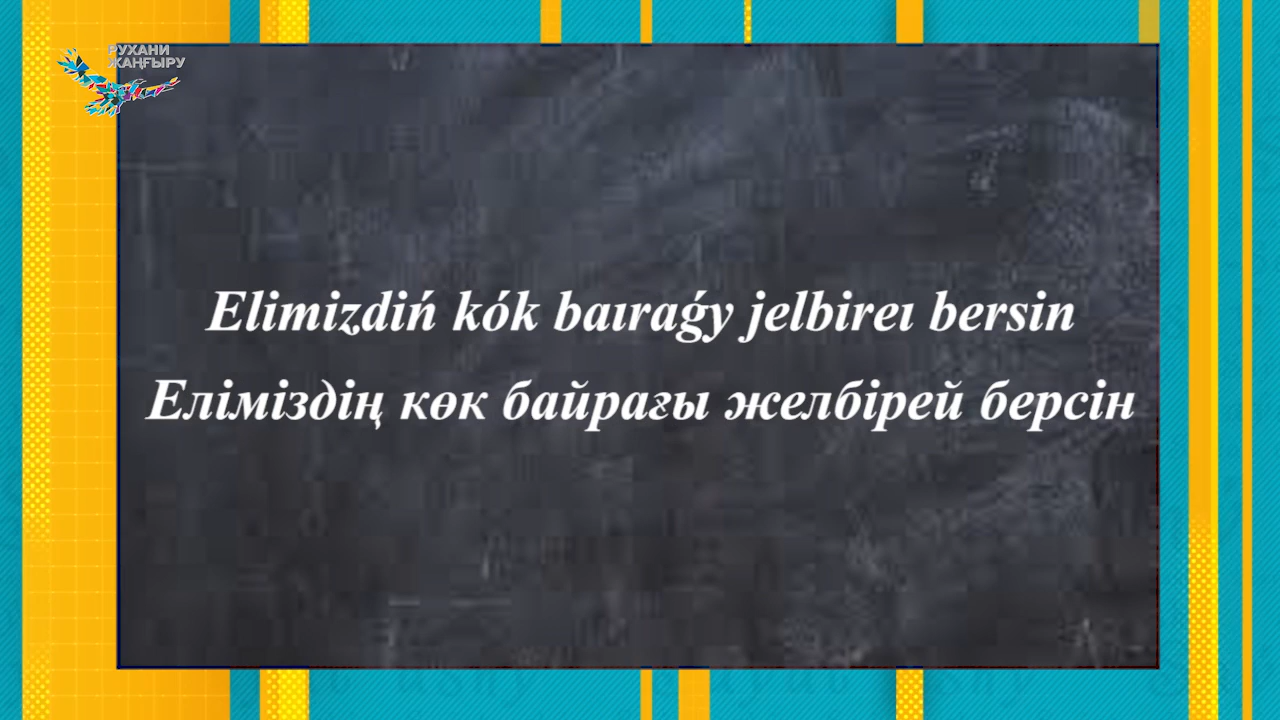 РУХАНИ
ЖАҢҒЫРУ
Elimizdiń kók baıraǵy jelbireı bersin
Еліміздің көк байрағы желбірей берсін